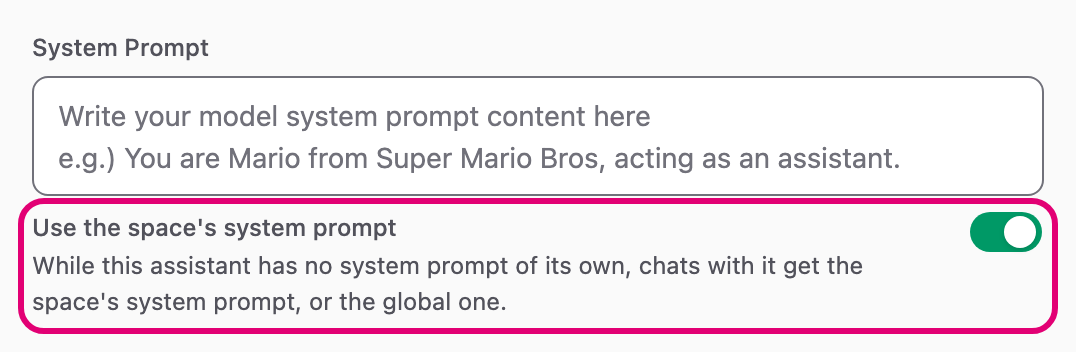 System Prompt
Write your model system prompt content here
e.g.) You are Mario from Super Mario Bros, acting as an assistant.
Use the space's system prompt
While this assistant has no system prompt of its own, chats with it get the
space's system prompt, or the global one.